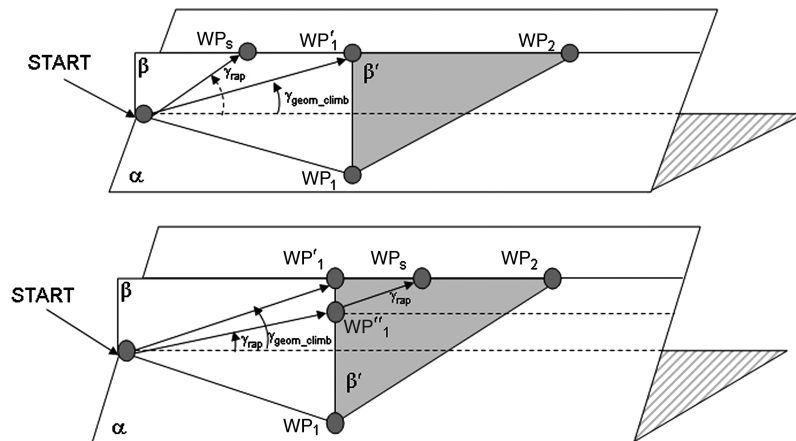 WPs WP'1 WP2
START β γrap β'
γgeom_climb
WP1
α
WP'1 WPs WP2
START β γrap
WP''1
γrap γgeom_climb
β'
α WP1